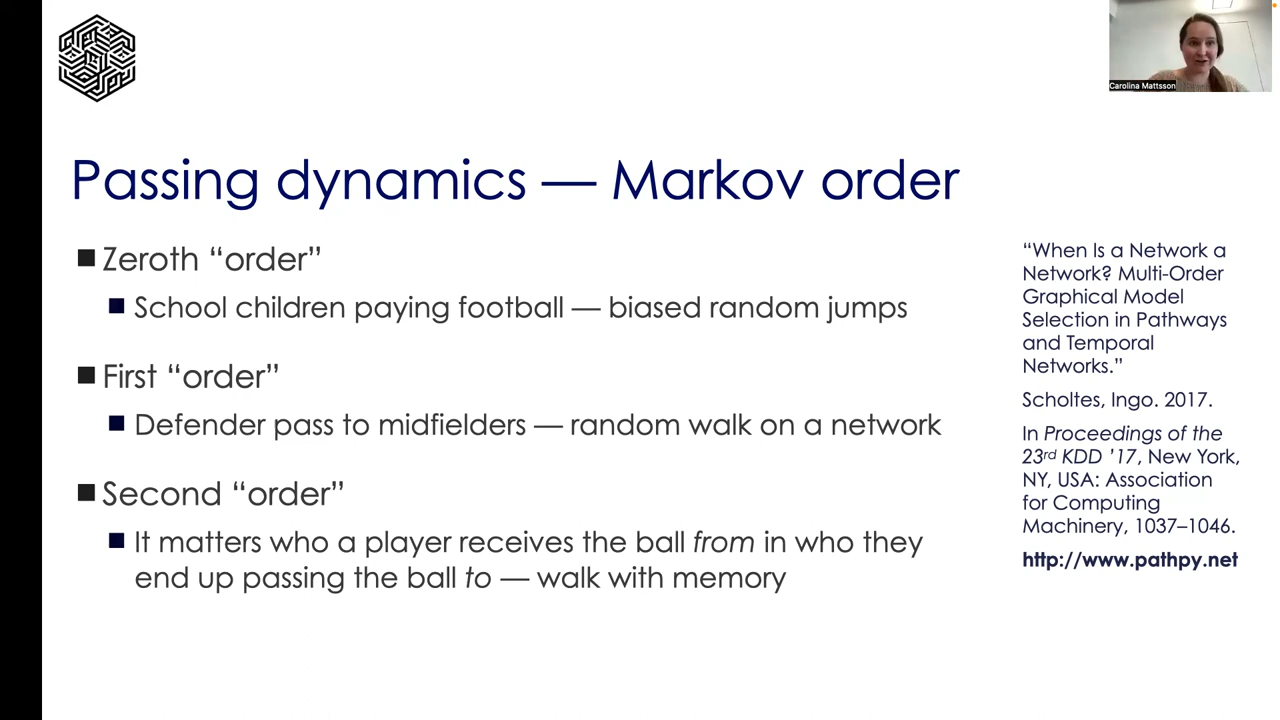 Carolina Mattsson
Passing dynamics — Markov order
Zeroth “order”
School children paying football — biased random jumps
First “order”
Defender pass to midfielders — random walk on a network
Second “order”
It matters who a player receives the ball from in who they
end up passing the ball to — walk with memory
“When Is a Network a
Network? Multi-Order
Graphical Model
Selection in Pathways
and Temporal
Networks.”
Scholtes, Ingo. 2017.
In Proceedings of the
23rd KDD ’17, New York,
NY, USA: Association
for Computing
Machinery, 1037–1046.
http://www.pathpy.net